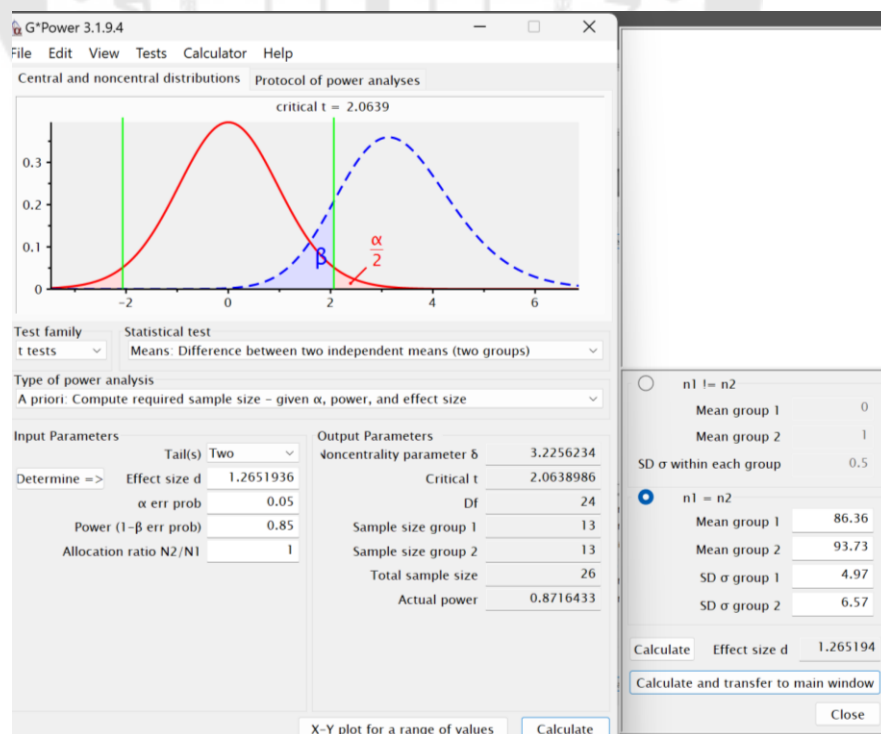 G*Power 3.1.9.4
File Edit View Tests Calculator Help
Central and noncentral distributions Protocol of power analyses
critical t = 2.0639
0.3
0.2
0.1
0
β
α
2
-2 0 2 4 6
Test family Statistical test
t tests Means: Difference between two independent means (two groups)
Type of power analysis
A priori: Compute required sample size – given α, power, and effect size
Input Parameters
Tail(s) Two
Determine => Effect size d 1.2651936
α err prob 0.05
Power (1-β err prob) 0.85
Allocation ratio N2/N1 1
Output Parameters
Noncentrality parameter δ 3.2256234
Critical t 2.0638986
Df 24
Sample size group 1 13
Sample size group 2 13
Total sample size 26
Actual power 0.8716433
X-Y plot for a range of values Calculate
n1 != n2
Mean group 1 0
Mean group 2 1
SD σ within each group 0.5
n1 = n2
Mean group 1 86.36
Mean group 2 93.73
SD σ group 1 4.97
SD σ group 2 6.57
Calculate Effect size d 1.265194
Calculate and transfer to main window
Close